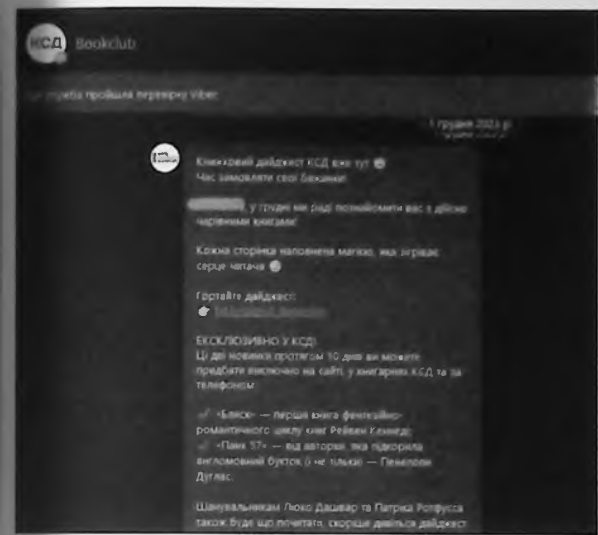 КСД
Bookclub
Ця служба пройшла перевірку Viber
1 грудня 2023 р.
Книжковий дайджест КСД вже тут
Час замовляти свої бажанки!
, у грудні ми раді познайомити вас з дійсно
чарівними книгами!
Кожна сторінка наповнена магією, яка зігріває
серце читача
Гортайте дайджест:
ЕКСКЛЮЗИВНО У КСД!
Ці дві новинки протягом 10 днів ви можете
придбати виключно на сайті, у книгарнях КСД та за
телефоном:
«Блиск» — перша книга фентезійно-
романтичного циклу книг Рейвен Кеннеді;
«Панк 57» — від авторки, яка підкорила
англомовний букток (і не тільки) — Пенелопи
Дуглас.
Шанувальникам Люко Дашвар та Патріка Ротфусса
також буде що почитати, скоріше дивіться дайджест